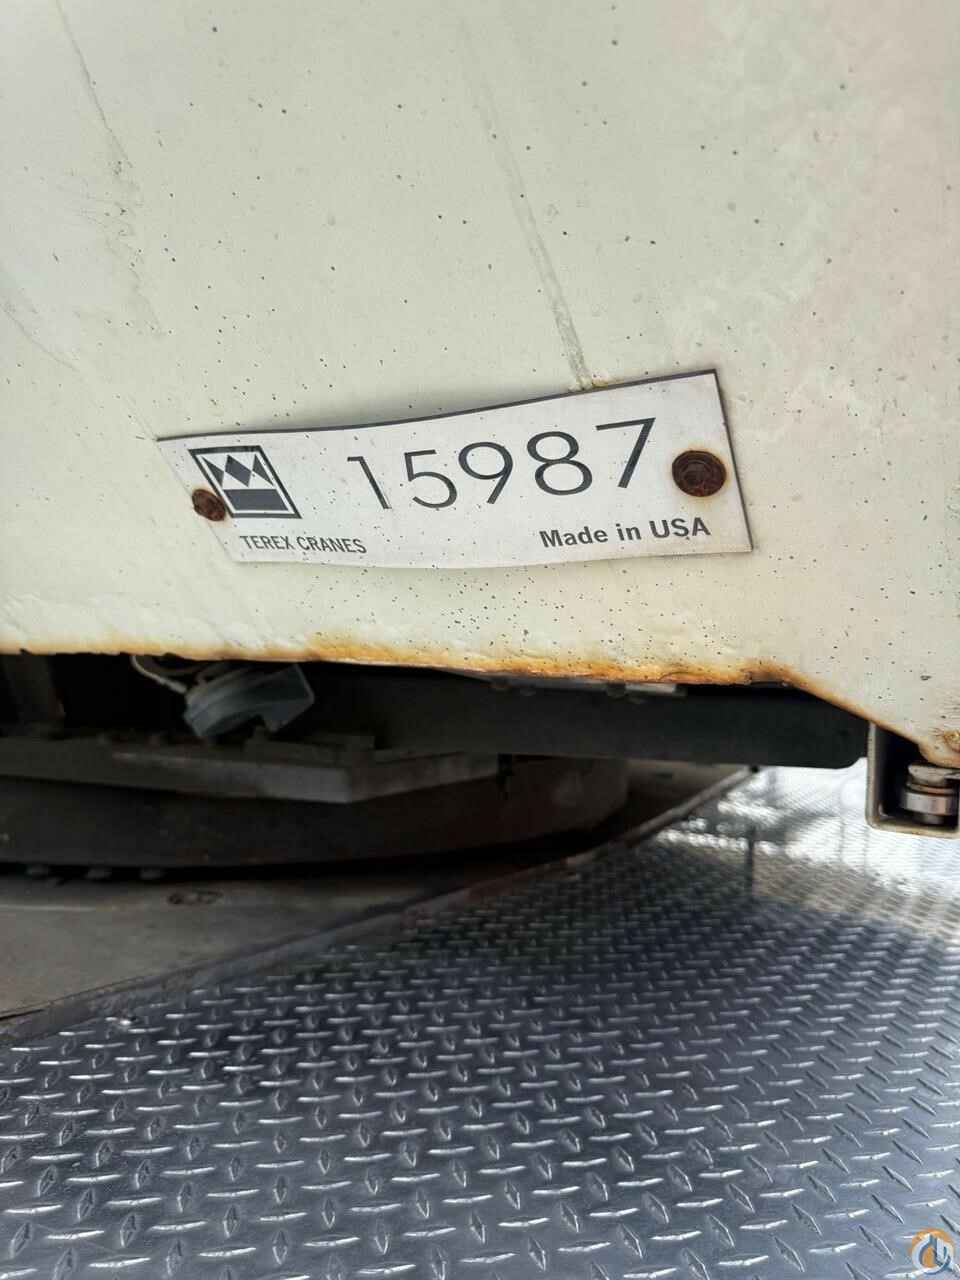 15987
TEREX CRANES
Made in USA